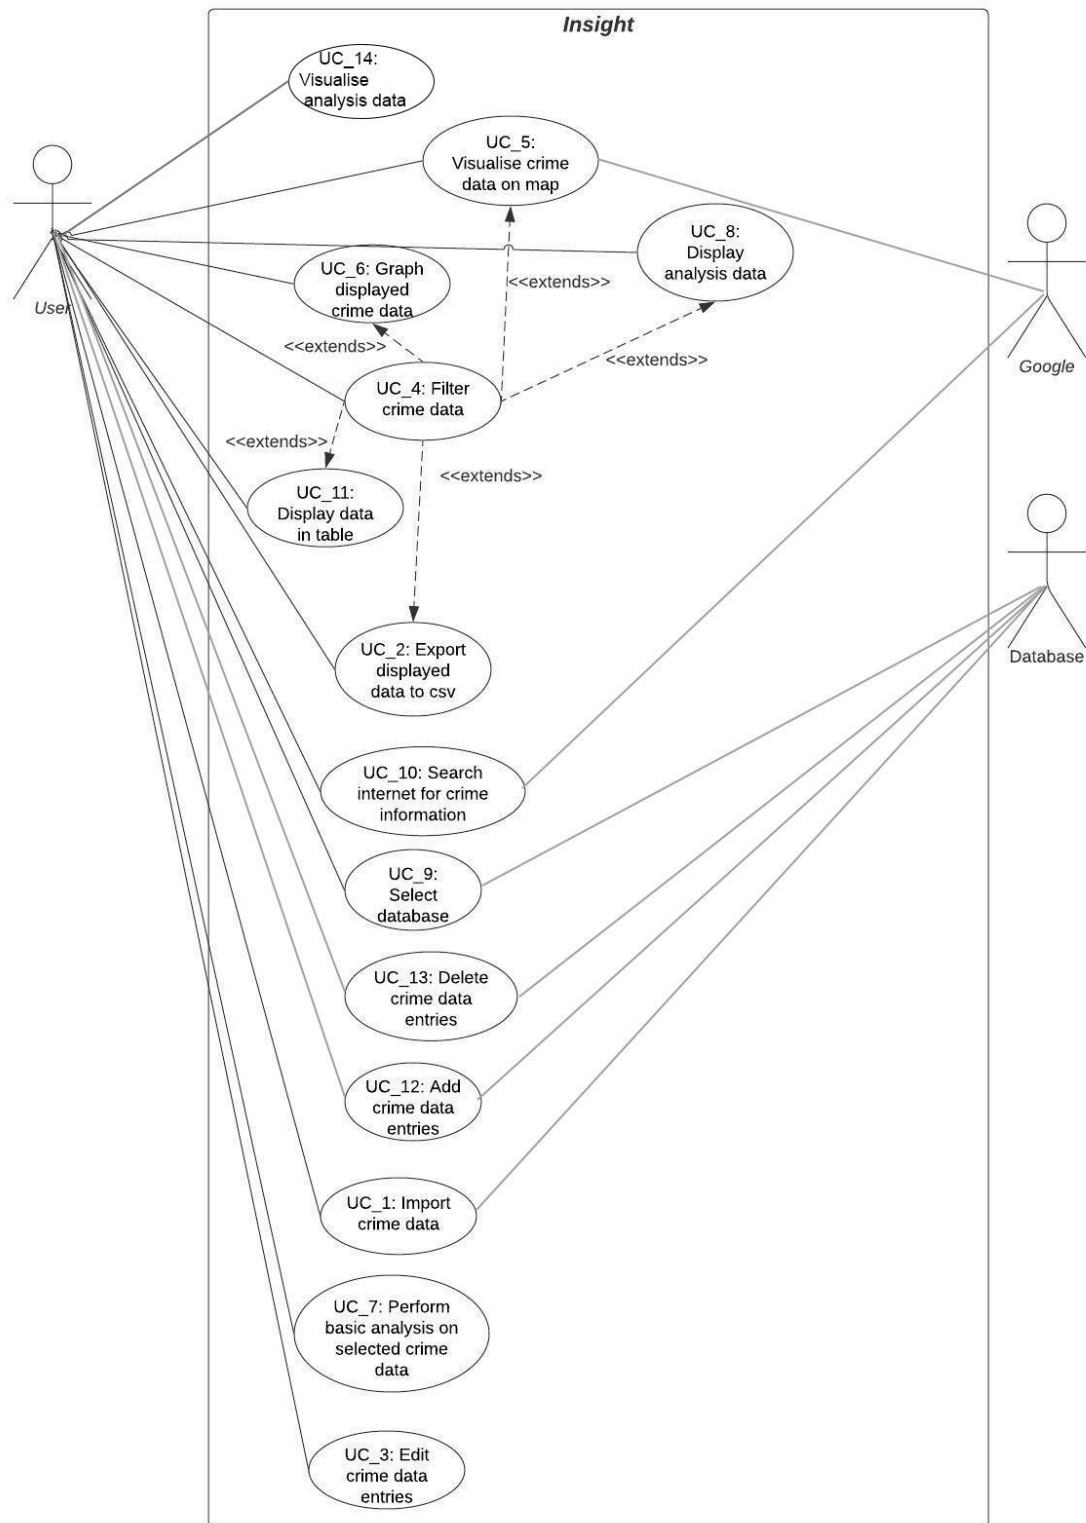 Insight
UC_14:
Visualise
analysis data
UC_5:
Visualise crime
data on map
UC_8:
Display
analysis data
UC_6: Graph
displayed
crime data
<<extends>>
User
<<extends>>
<<extends>>
Google
UC_4: Filter
crime data
<<extends>>
<<extends>>
UC_11:
Display data
in table
UC_2: Export
displayed
data to csv
Database
UC_10: Search
internet for crime
information
UC_9:
Select
database
UC_13: Delete
crime data
entries
UC_12: Add
crime data
entries
UC_1: Import
crime data
UC_7: Perform
basic analysis on
selected crime
data
UC_3: Edit
crime data
entries